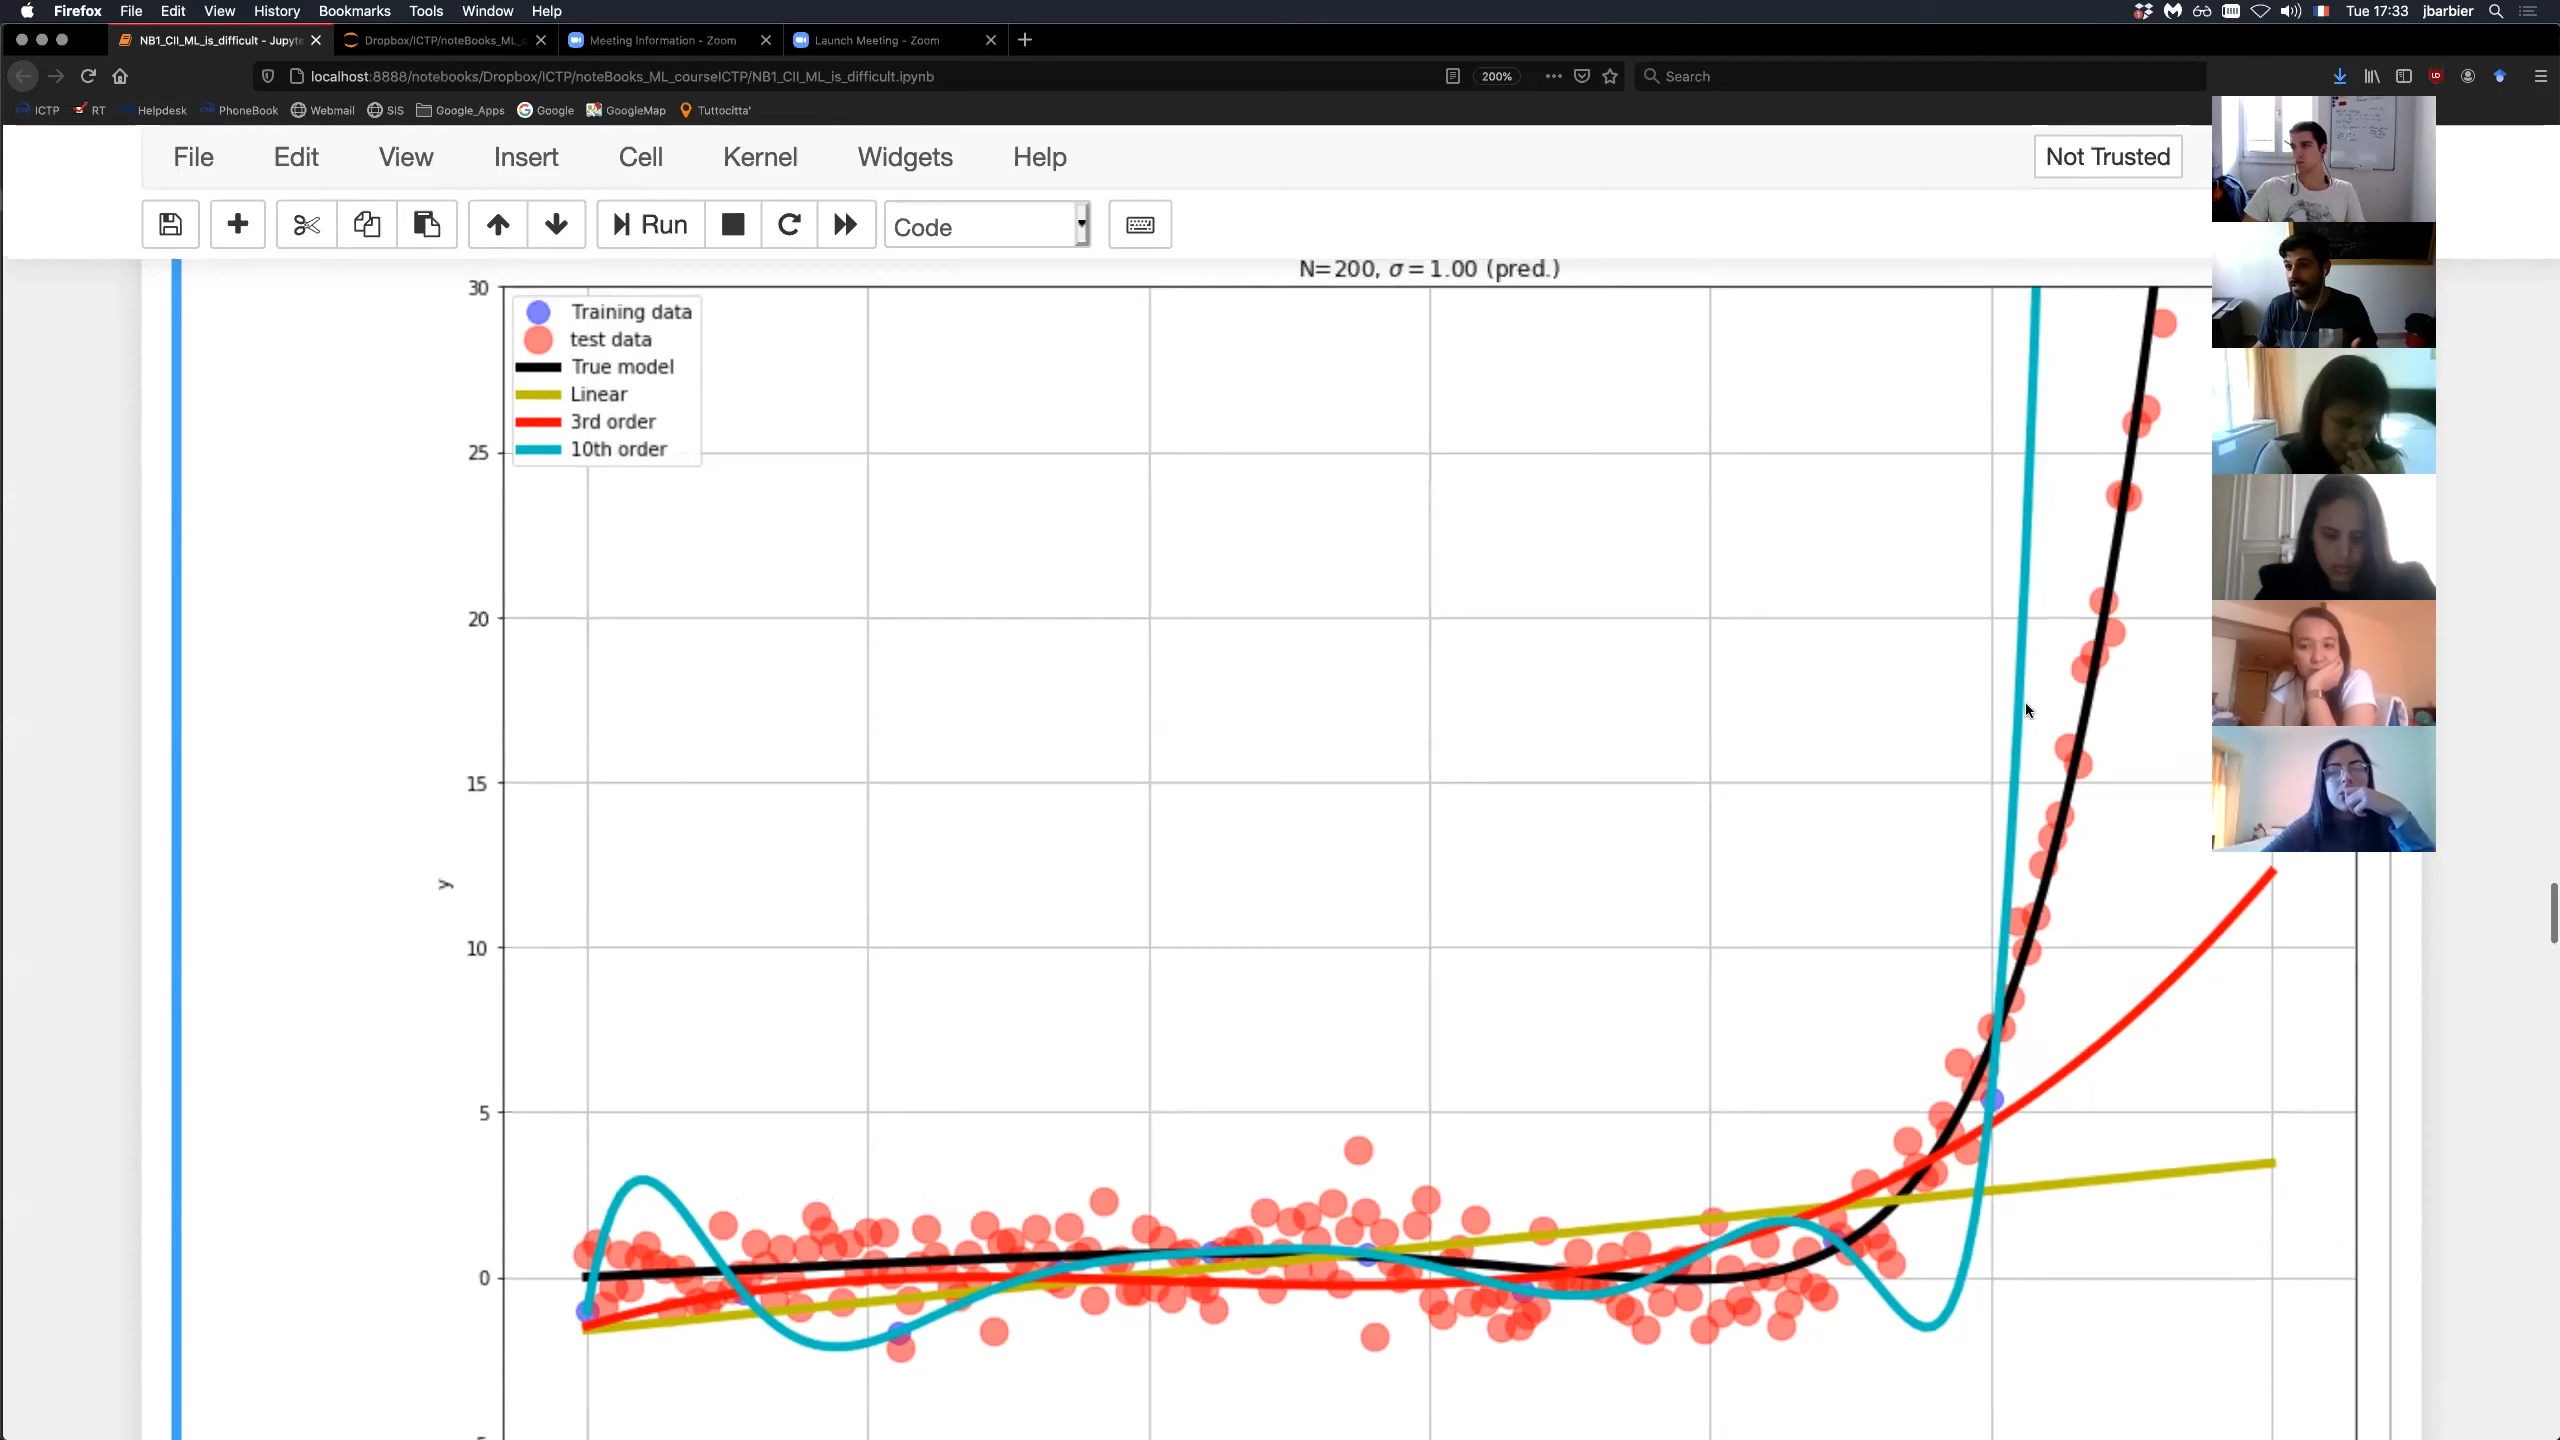 Firefox File Edit View History Bookmarks Tools Window Help Tue 17:33 jbarbier
NB1_CII_ML_is_difficult - Jupyte Dropbox/ICTP/noteBooks_ML_c Meeting Information - Zoom Launch Meeting - Zoom
localhost:8888/notebooks/Dropbox/ICTP/noteBooks_ML_courseICTP/NB1_CII_ML_is_difficult.ipynb 200% Search
ICTP RT Helpdesk PhoneBook Webmail SIS Google_Apps Google GoogleMap Tuttocitta'
File Edit View Insert Cell Kernel Widgets Help Not Trusted
Run Code
N=200, σ = 1.00 (pred.)
30
Training data
test data
True model
Linear
3rd order
10th order
25
20
15
y
10
5
0